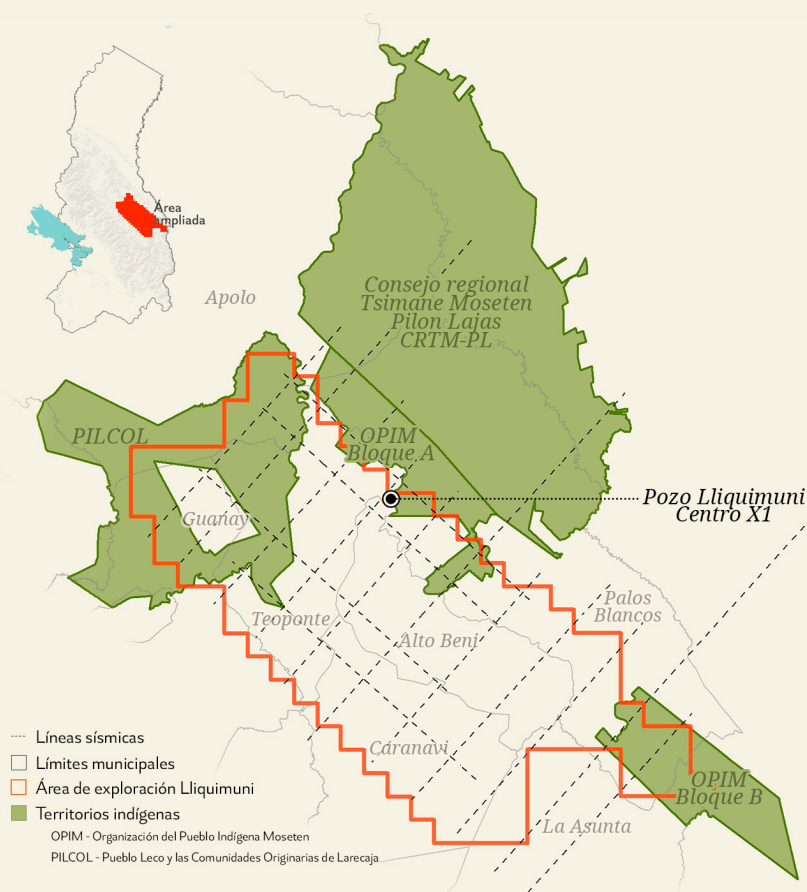 Área
ampliada
Apolo
Consejo regional
Tsimane Moseten
Pilon Lajas
CRTM-PL
PILCOL
OPIM
Bloque A
Pozo Lliquimuni
Centro X1
Guanay
Teoponte
Palos
Blancos
Alto Beni
Caranavi
OPIM
Bloque B
La Asunta
Líneas sísmicas
Límites municipales
Área de exploración Lliquimuni
Territorios indígenas
OPIM - Organización del Pueblo Indígena Moseten
PILCOL - Pueblo Leco y las Comunidades Originarias de Larecaja